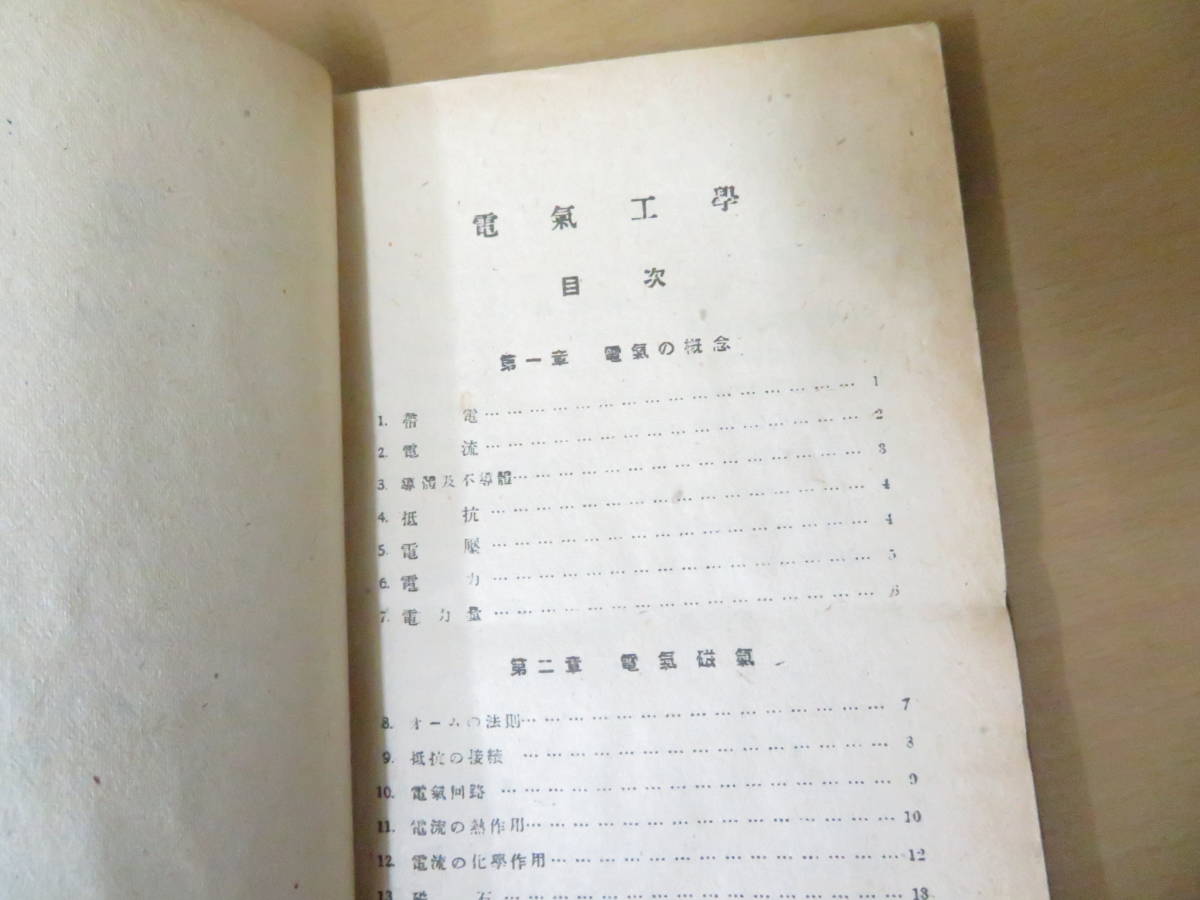 電氣工學
目次
第一章 電氣の概念
1. 帶電………………………………………… 1
2. 電流………………………………………… 2
3. 導體及不導體……………………………… 3
4. 抵抗………………………………………… 4
5. 電壓………………………………………… 4
6. 電力………………………………………… 5
7. 電力量……………………………………… 6
第二章 電氣磁氣
8. オームの法則……………………………… 7
9. 抵抗の接続………………………………… 8
10. 電氣回路…………………………………… 9
11. 電流の熱作用……………………………… 10
12. 電流の化學作用…………………………… 12
13. 磁石………………………………………… 13